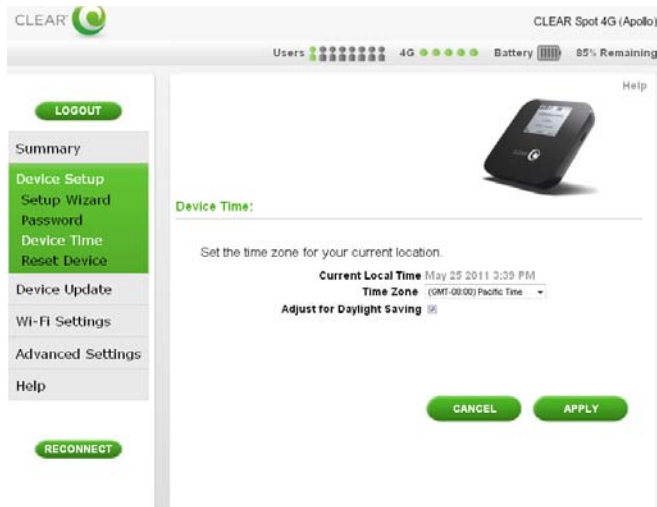 CLEAR
CLEAR Spot 4G (Apollo)
Users 4G Battery 85% Remaining
Help
LOGOUT
Summary
Device Setup
Setup Wizard
Password
Device Time
Reset Device
Device Update
Wi-Fi Settings
Advanced Settings
Help
RECONNECT
Device Time:
Set the time zone for your current location.
Current Local Time May 25 2011 3:39 PM
Time Zone (GMT-08:00) Pacific Time
Adjust for Daylight Saving
CANCEL APPLY